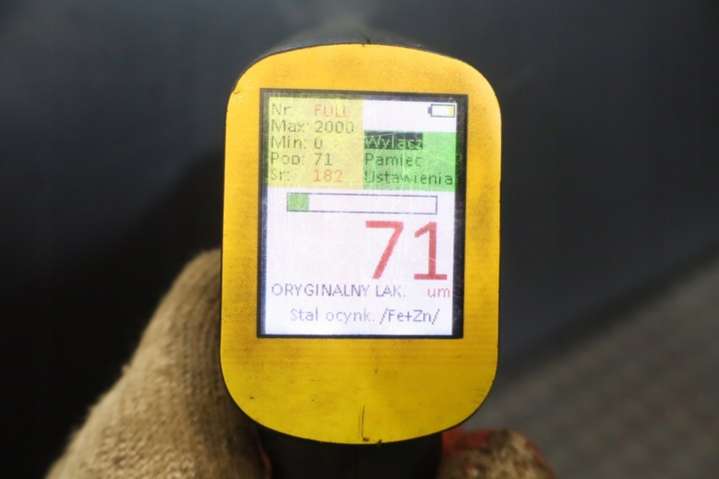 Nr: FULL
Max: 2000
Min: 0
Pop: 71
Śr: 182
Wyłącz
Pamięć
Ustawienia
71
ORYGINALNY LAK. um
Stal ocynk. /Fe+Zn/